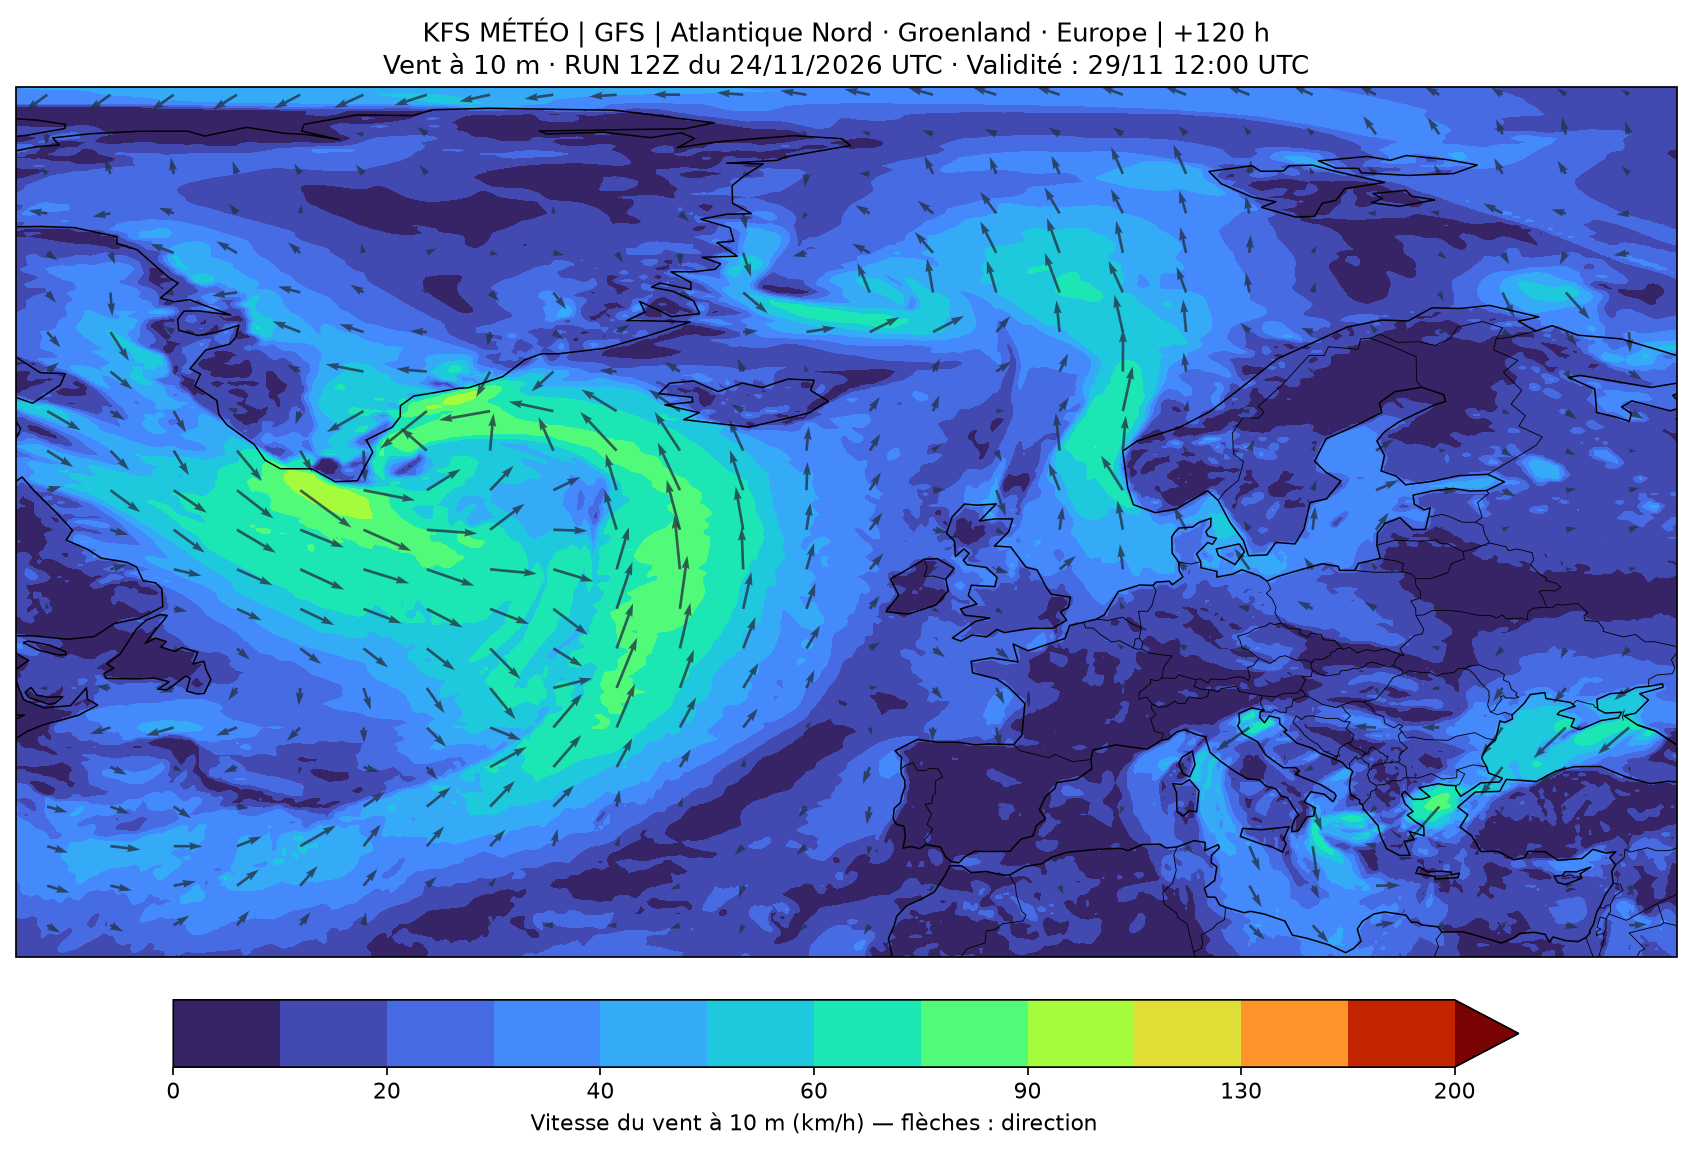 KFS MÉTÉO | GFS | Atlantique Nord · Groenland · Europe | +120 h
Vent à 10 m · RUN 12Z du 24/11/2026 UTC · Validité : 29/11 12:00 UTC
0 20 40 60 90 130 200
Vitesse du vent à 10 m (km/h) — flèches : direction